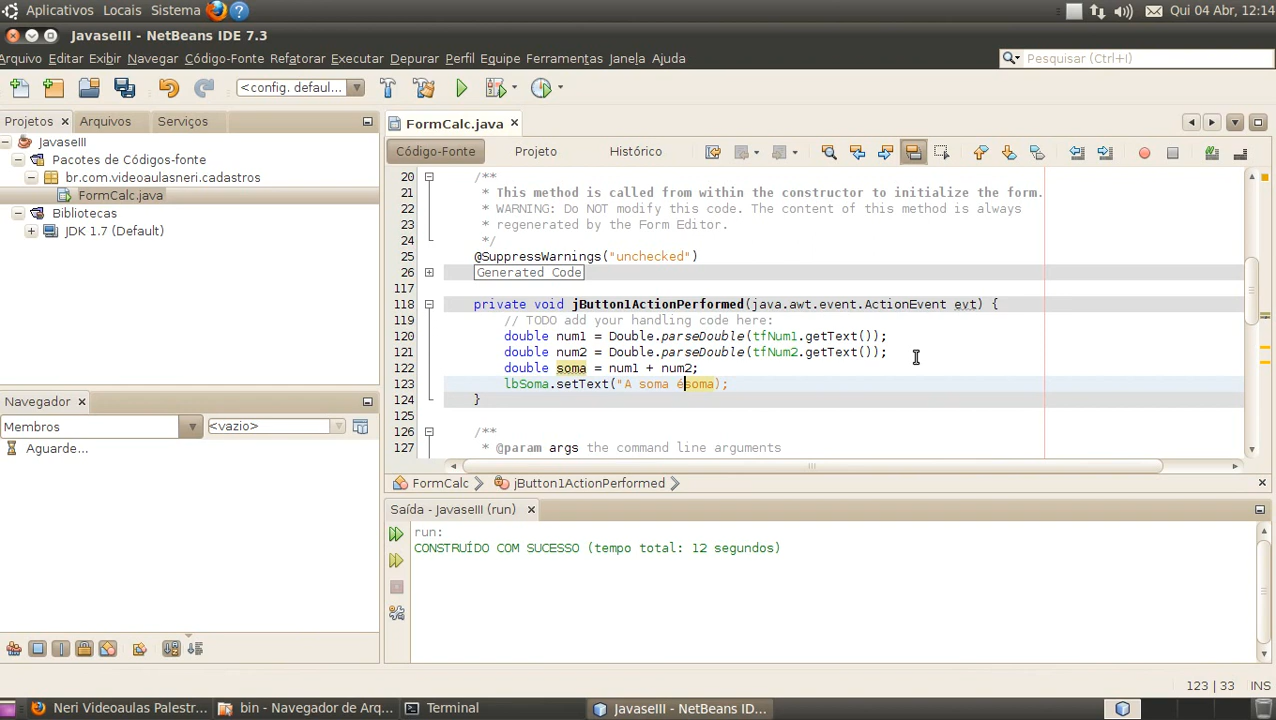 Aplicativos Locais Sistema ? Qui 04 Abr, 12:14
JavaseIII - NetBeans IDE 7.3
Arquivo Editar Exibir Navegar Código-Fonte Refatorar Executar Depurar Perfil Equipe Ferramentas Janela Ajuda Pesquisar (Ctrl+I)
<config. defaul...
Projetos Arquivos Serviços
FormCalc.java
JavaseIII
Pacotes de Códigos-fonte
br.com.videoaulasneri.cadastros
FormCalc.java
Bibliotecas
JDK 1.7 (Default)
Código-Fonte Projeto Histórico
20 /**
21 * This method is called from within the constructor to initialize the form.
22 * WARNING: Do NOT modify this code. The content of this method is always
23 * regenerated by the Form Editor.
24 */
25 @SuppressWarnings("unchecked")
26 Generated Code
117
118 private void jButton1ActionPerformed(java.awt.event.ActionEvent evt) {
119 // TODO add your handling code here:
120 double num1 = Double.parseDouble(tfNum1.getText());
121 double num2 = Double.parseDouble(tfNum2.getText());
122 double soma = num1 + num2;
123 lbSoma.setText("A soma ésoma);
124 }
125
126 /**
127 * @param args the command line arguments
Navegador
Membros <vazio>
Aguarde...
FormCalc jButton1ActionPerformed
Saída - JavaseIII (run)
run:
CONSTRUÍDO COM SUCESSO (tempo total: 12 segundos)
123 | 33 INS
Neri Videoaulas Palestr... bin - Navegador de Arq... Terminal JavaseIII - NetBeans ID...